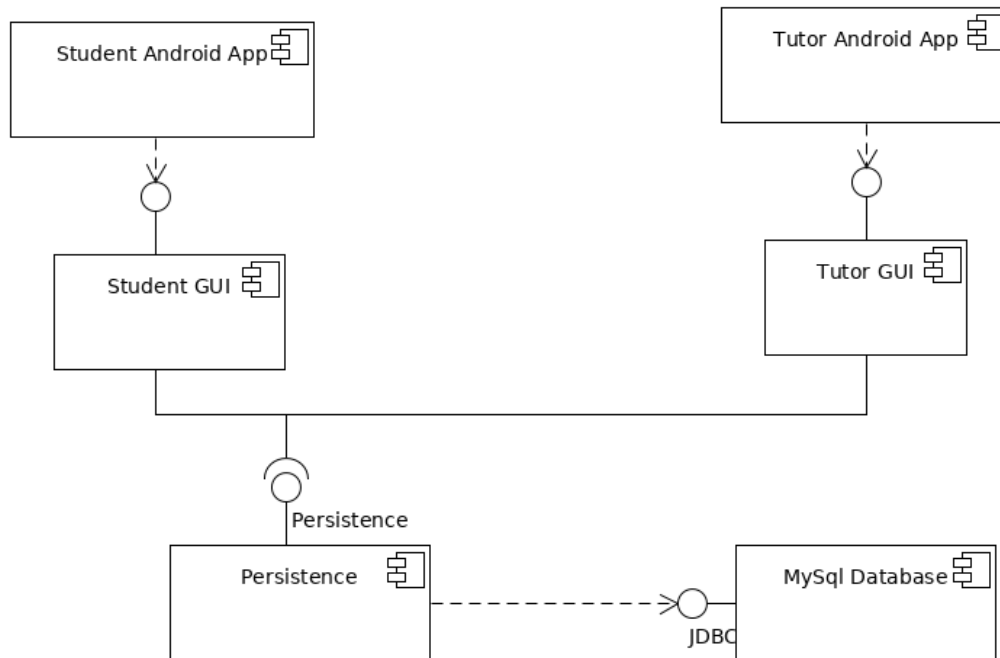 Student Android App
Tutor Android App
Student GUI
Tutor GUI
Persistence
Persistence
MySql Database
JDBC